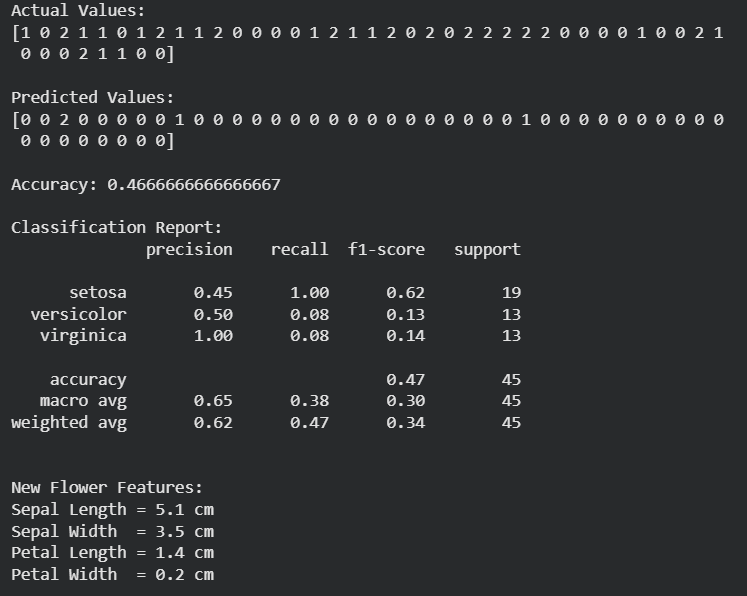 Actual Values:
[1 0 2 1 1 0 1 2 1 1 2 0 0 0 0 1 2 1 1 2 0 2 0 2 2 2 2 2 0 0 0 0 1 0 0 2 1
 0 0 0 2 1 1 0 0]

Predicted Values:
[0 0 2 0 0 0 0 0 1 0 0 0 0 0 0 0 0 0 0 0 0 0 0 0 0 0 1 0 0 0 0 0 0 0 0 0 0
 0 0 0 0 0 0 0 0]

Accuracy: 0.4666666666666667

Classification Report:
              precision    recall  f1-score   support

      setosa       0.45      1.00      0.62        19
  versicolor       0.50      0.08      0.13        13
   virginica       1.00      0.08      0.14        13

    accuracy                           0.47        45
   macro avg       0.65      0.38      0.30        45
weighted avg       0.62      0.47      0.34        45


New Flower Features:
Sepal Length = 5.1 cm
Sepal Width  = 3.5 cm
Petal Length = 1.4 cm
Petal Width  = 0.2 cm